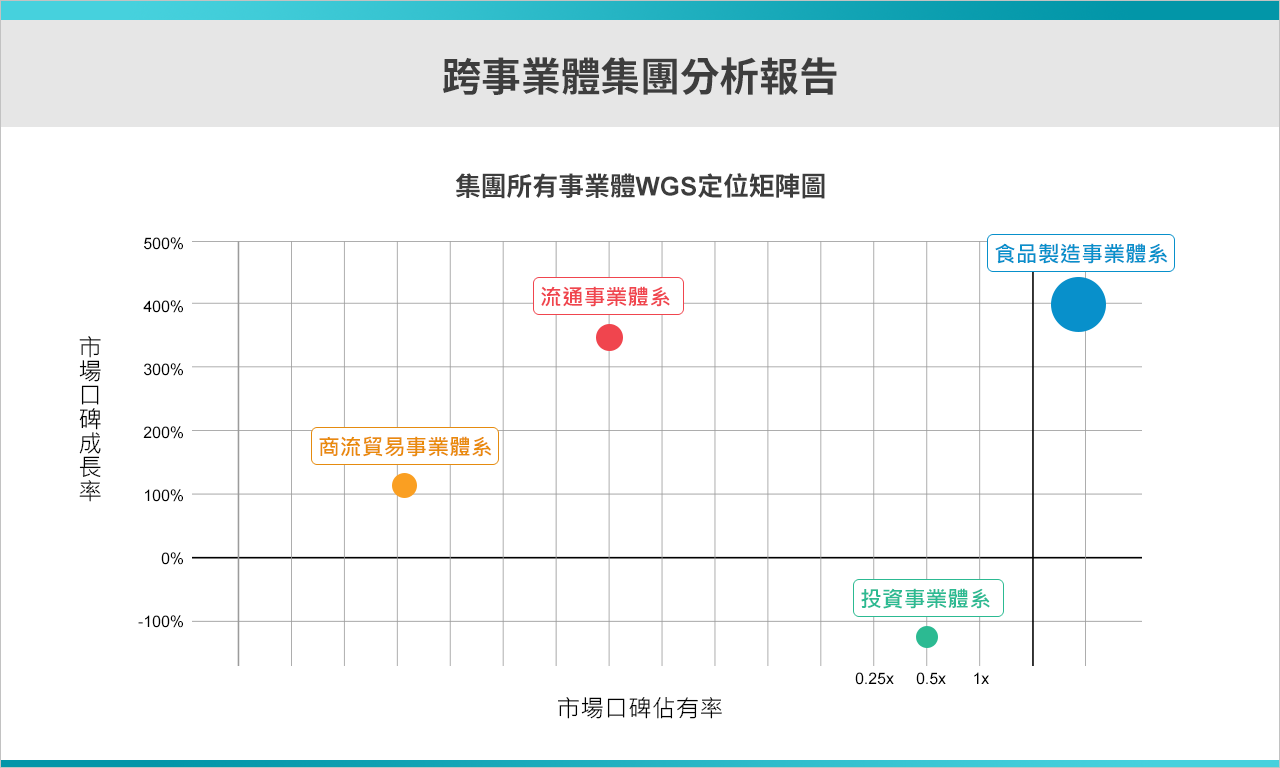 跨事業體集團分析報告
集團所有事業體WGS定位矩陣圖
500%
食品製造事業體系
流通事業體系
400%
市場口碑成長率
300%
200%
商流貿易事業體系
100%
0%
投資事業體系
-100%
0.25x
0.5x
1x
市場口碑佔有率